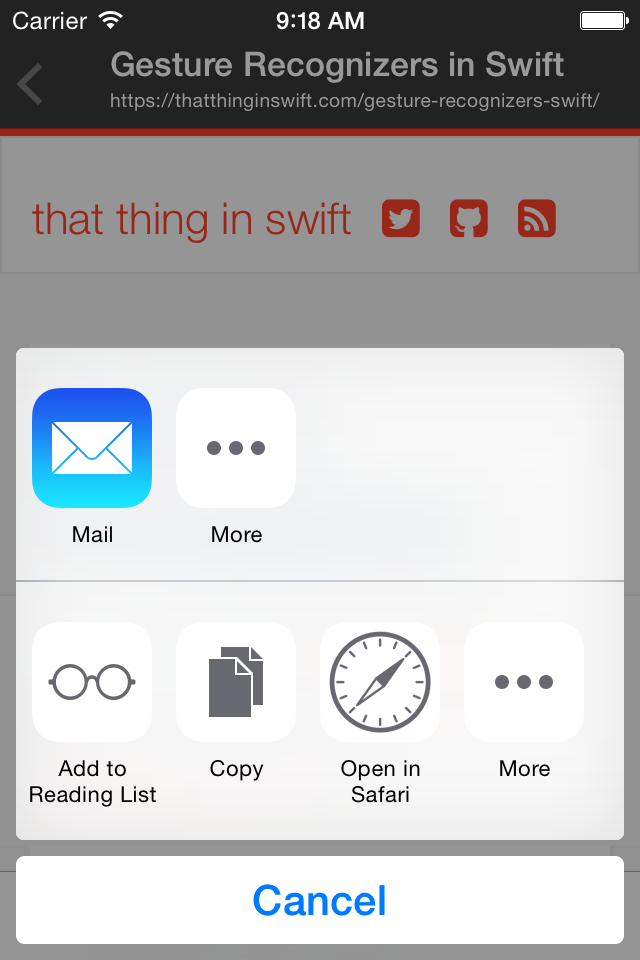 Carrier 9:18 AM
Gesture Recognizers in Swift
https://thatthinginswift.com/gesture-recognizers-swift/
that thing in swift
Mail More
Add to Reading List Copy Open in Safari More
Cancel